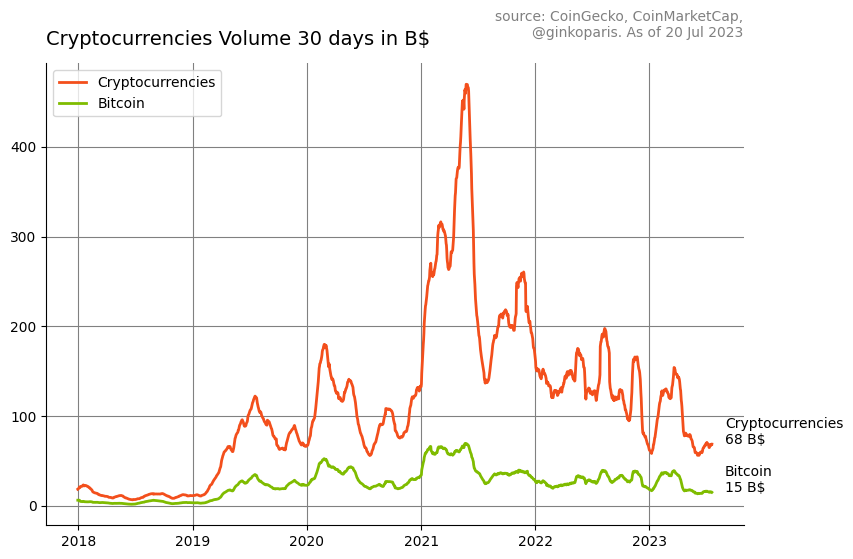 source: CoinGecko, CoinMarketCap,
@ginkoparis. As of 20 Jul 2023
Cryptocurrencies Volume 30 days in B$
Cryptocurrencies
Bitcoin
400
300
200
100
0
Cryptocurrencies
68 B$
Bitcoin
15 B$
2018
2019
2020
2021
2022
2023